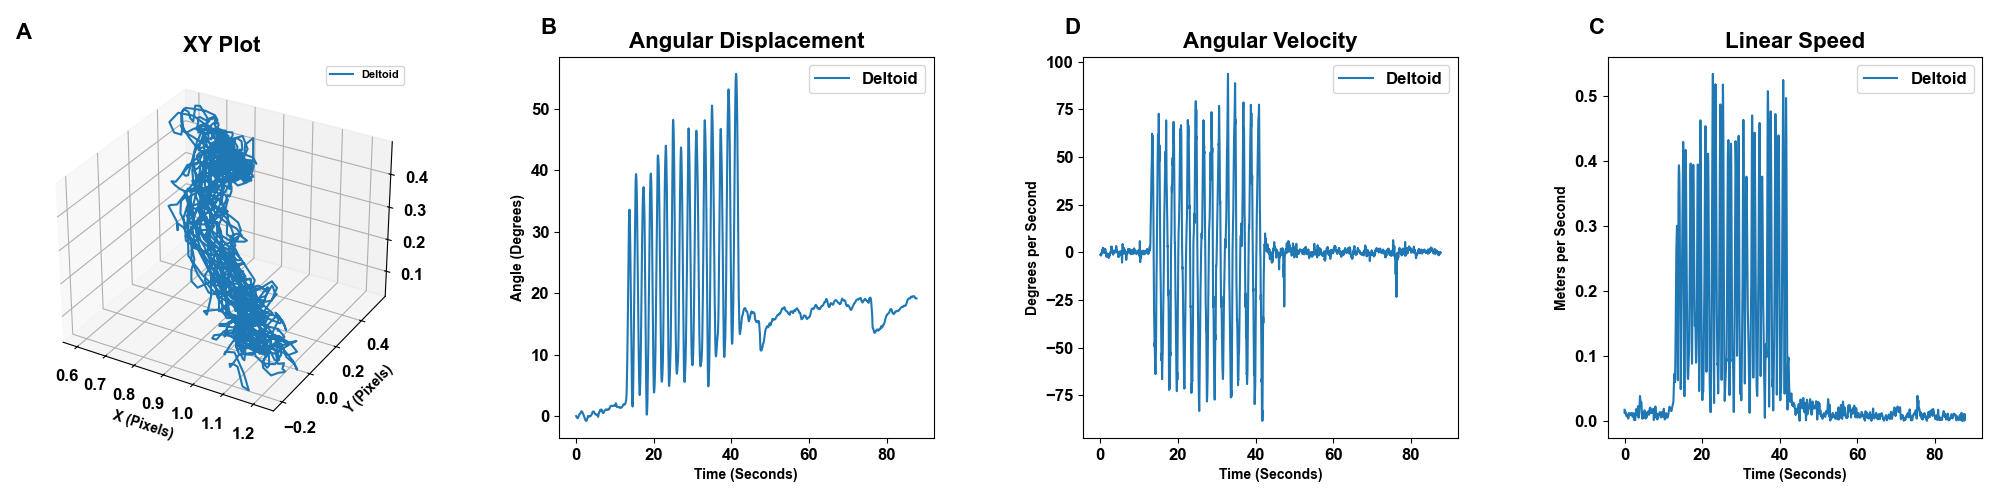 A
XY Plot
Deltoid
0.4
0.3
0.2
0.1
0.6
0.7
0.8
0.9
1.0
1.1
1.2
X (Pixels)
−0.2
0.0
0.2
0.4
Y (Pixels)
B
Angular Displacement
Deltoid
50
40
30
20
10
0
Angle (Degrees)
0 20 40 60 80
Time (Seconds)
D
Angular Velocity
Deltoid
100
75
50
25
0
−25
−50
−75
Degrees per Second
0 20 40 60 80
Time (Seconds)
C
Linear Speed
Deltoid
0.5
0.4
0.3
0.2
0.1
0.0
Meters per Second
0 20 40 60 80
Time (Seconds)